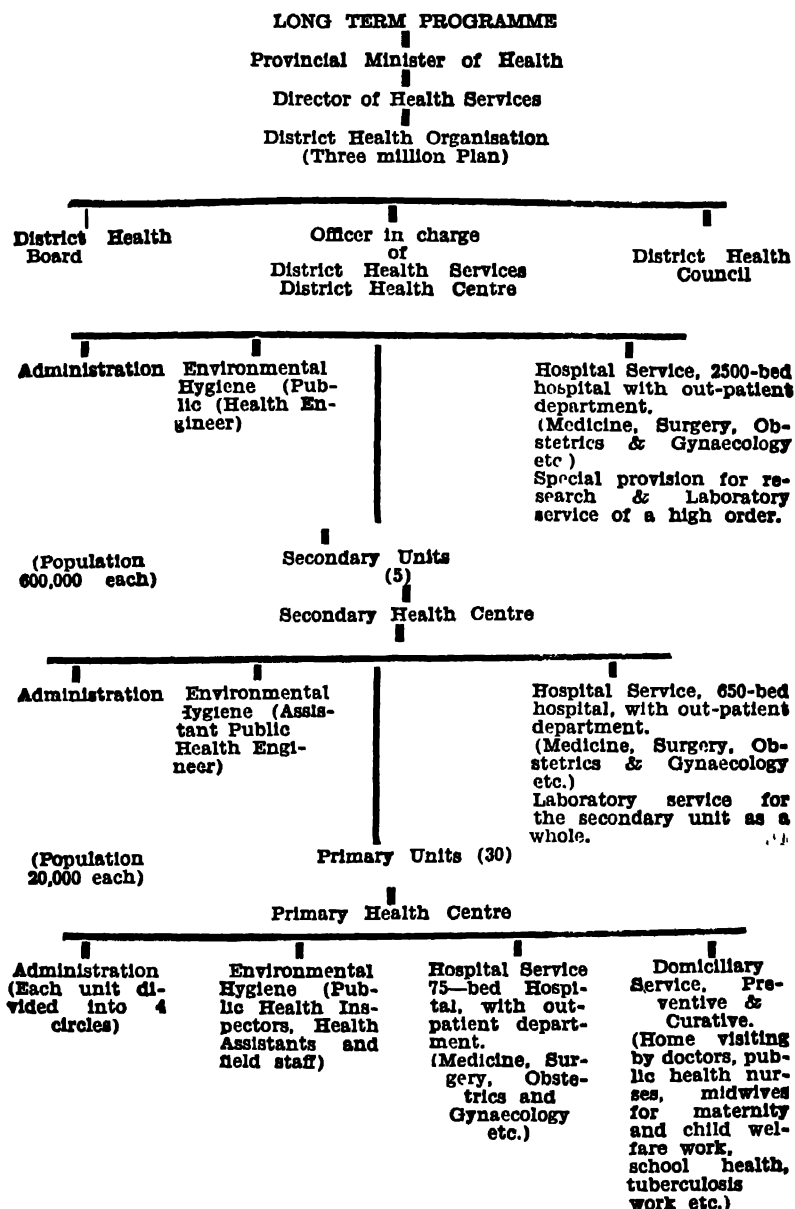 LONG TERM PROGRAMME
Provincial Minister of Health
Director of Health Services
District Health Organisation
(Three million Plan)
District Health
Board
Officer in charge
of
District Health Services
District Health Centre
District Health
Council
Administration
Environmental
Hygiene (Pub-
lic (Health En-
gineer)
Hospital Service, 2500-bed
hospital with out-patient
department.
(Medicine, Surgery, Ob-
stetrics & Gynaecology
etc )
Special provision for re-
search & Laboratory
service of a high order.
(Population
600,000 each)
Secondary Units
(5)
Secondary Health Centre
Administration
Environmental
Hygiene (Assis-
tant Public
Health Engi-
neer)
Hospital Service, 650-bed
hospital, with out-patient
department.
(Medicine, Surgery, Ob-
stetrics & Gynaecology
etc.)
Laboratory service for
the secondary unit as a
whole.
(Population
20,000 each)
Primary Units (30)
Primary Health Centre
Administration
(Each unit di-
vided into 4
circles)
Environmental
Hygiene (Pub-
lic Health Ins-
pectors, Health
Assistants and
field staff)
Hospital Service
75—bed Hospi-
tal, with out-
patient depart-
ment.
(Medicine, Sur-
gery, Obste-
trics and
Gynaecology
etc.)
Domiciliary
Service, Pre-
ventive &
Curative.
(Home visiting
by doctors, pub-
lic health nur-
ses, midwives
for maternity
and child wel-
fare work,
school health,
tuberculosis
work etc.)